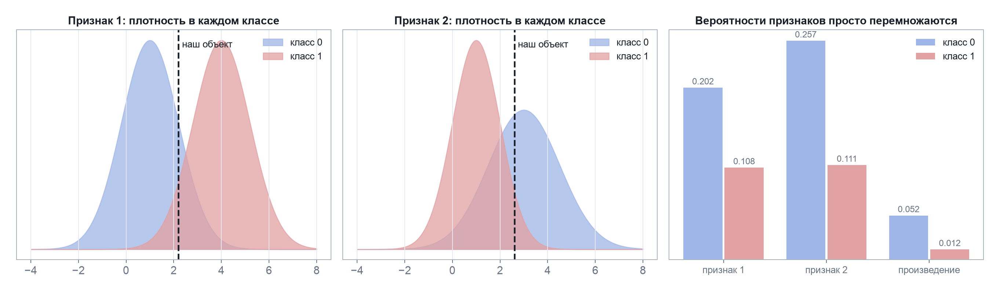 Признак 1: плотность в каждом классе
наш объект
класс 0
класс 1
−4 −2 0 2 4 6 8
Признак 2: плотность в каждом классе
наш объект
класс 0
класс 1
−4 −2 0 2 4 6 8
Вероятности признаков просто перемножаются
класс 0
класс 1
0.202
0.108
0.257
0.111
0.052
0.012
признак 1 признак 2 произведение